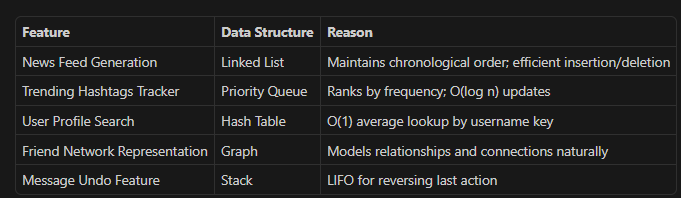 Feature Data Structure Reason
News Feed Generation Linked List Maintains chronological order; efficient insertion/deletion
Trending Hashtags Tracker Priority Queue Ranks by frequency; O(log n) updates
User Profile Search Hash Table O(1) average lookup by username key
Friend Network Representation Graph Models relationships and connections naturally
Message Undo Feature Stack LIFO for reversing last action